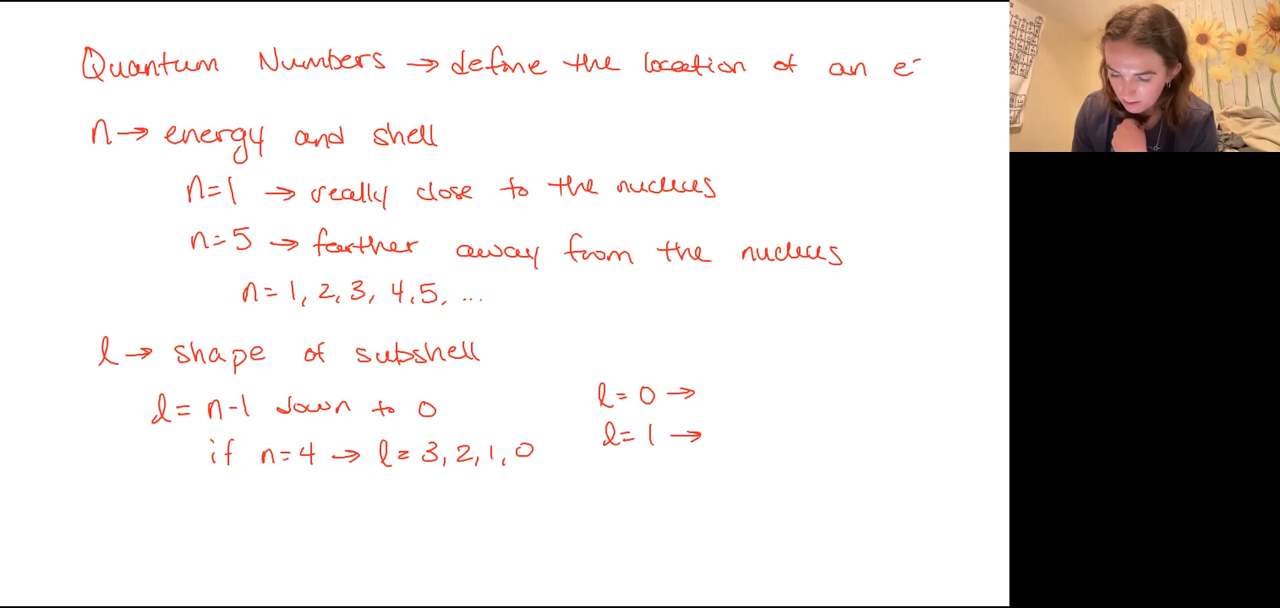 Quantum Numbers → define the location of an e⁻
n → energy and shell
n=1 → really close to the nucleus
n=5 → farther away from the nucleus
n= 1, 2, 3, 4, 5, ...
l → shape of subshell
l = n-1 down to 0
if n=4 → l = 3, 2, 1, 0
l = 0 →
l = 1 →